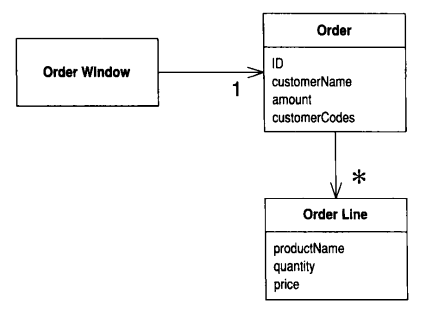 Order
Order Window
ID
customerName
amount
customerCodes
1
*
Order Line
productName
quantity
price